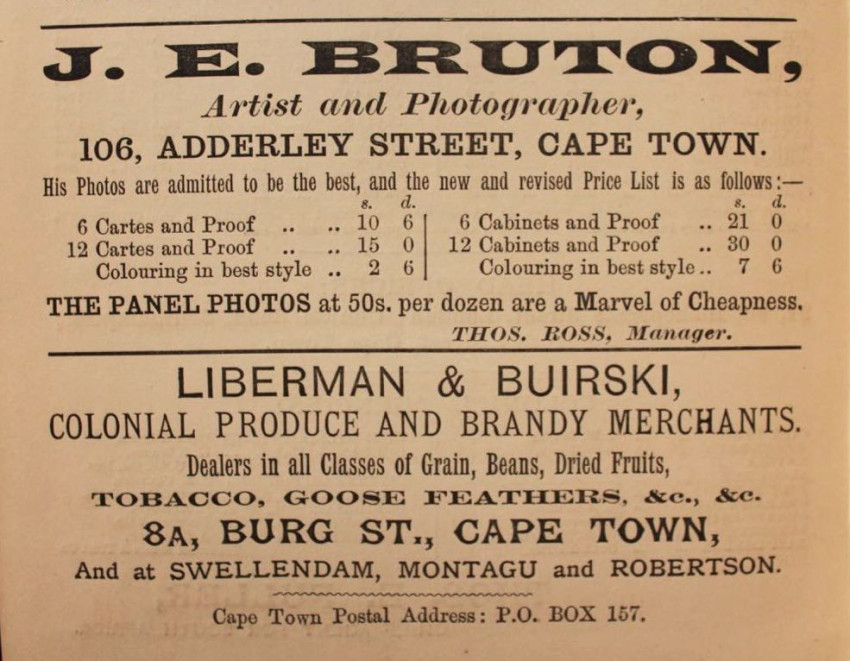 J. E. BRUTON,
Artist and Photographer,
106, ADDERLEY STREET, CAPE TOWN.
His Photos are admitted to be the best, and the new and revised Price List is as follows:—
s. d. s. d.
6 Cartes and Proof .. .. 10 6 6 Cabinets and Proof .. 21 0
12 Cartes and Proof .. .. 15 0 12 Cabinets and Proof .. 30 0
Colouring in best style .. 2 6 Colouring in best style .. 7 6
THE PANEL PHOTOS at 50s. per dozen are a Marvel of Cheapness.
THOS. ROSS, Manager.
LIBERMAN & BUIRSKI,
COLONIAL PRODUCE AND BRANDY MERCHANTS.
Dealers in all Classes of Grain, Beans, Dried Fruits,
TOBACCO, GOOSE FEATHERS, &c., &c.
8A, BURG ST., CAPE TOWN,
And at SWELLENDAM, MONTAGU and ROBERTSON.
Cape Town Postal Address: P.O. BOX 157.